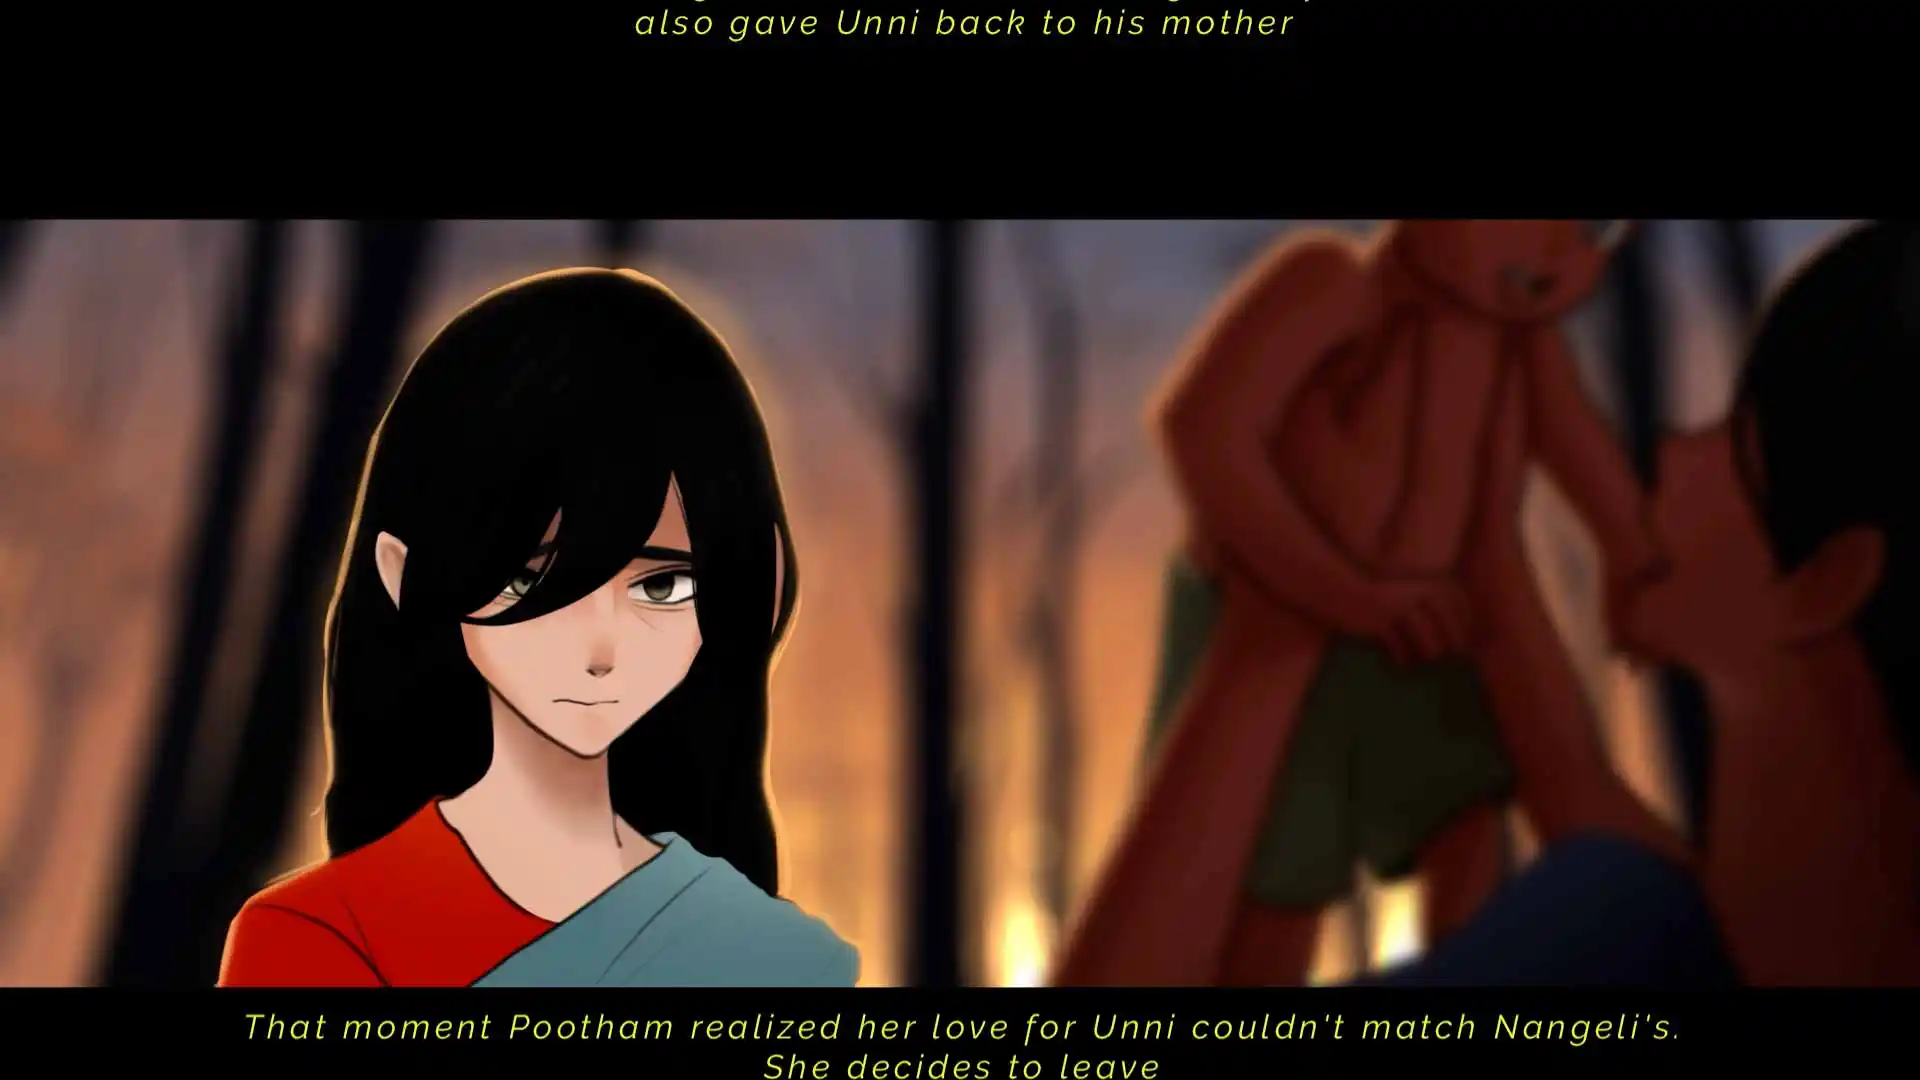 also gave Unni back to his mother
That moment Pootham realized her love for Unni couldn't match Nangeli's.
She decides to leave